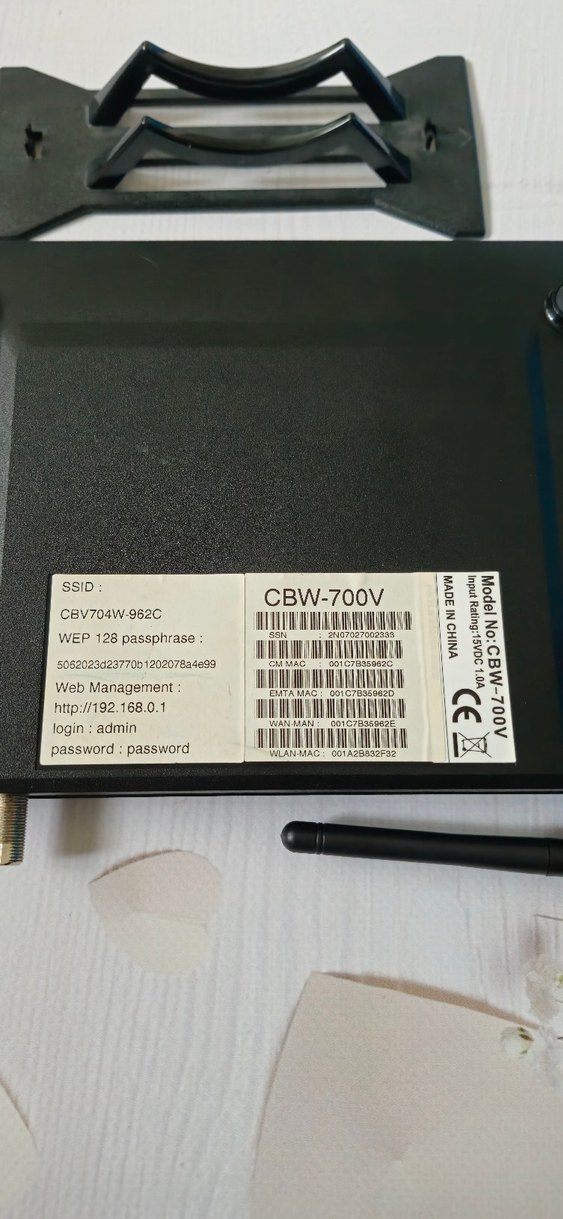 SSID :
CBV704W-962C
WEP 128 passphrase :
5062023d23770b1202078a4e99
Web Management :
http://192.168.0.1
login : admin
password : password
CBW-700V
SSN : 2N07027002333
CM MAC : 001C7B35962C
EMTA MAC : 001C7B35962D
WAN-MAN : 001C7B35962E
WLAN-MAC : 001A2B832F32
Model No:CBW-700V
Input Rating:15VDC 1.0A
MADE IN CHINA
CE